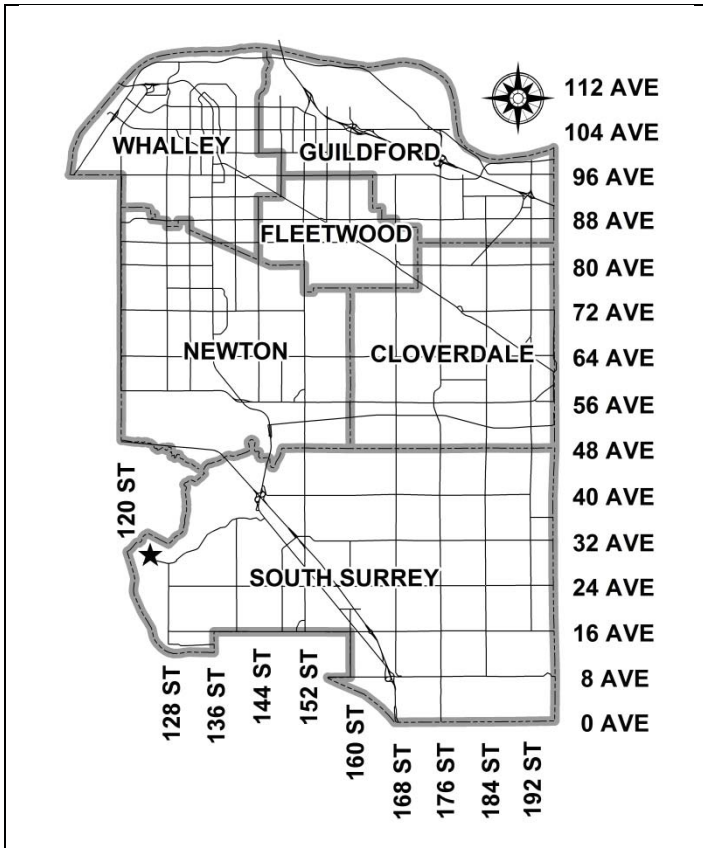 112 AVE
104 AVE
WHALLEY
GUILDFORD
96 AVE
88 AVE
FLEETWOOD
80 AVE
72 AVE
NEWTON
CLOVERDALE
64 AVE
56 AVE
48 AVE
120 ST
40 AVE
32 AVE
SOUTH SURREY
24 AVE
16 AVE
8 AVE
128 ST
136 ST
144 ST
152 ST
160 ST
0 AVE
168 ST
176 ST
184 ST
192 ST